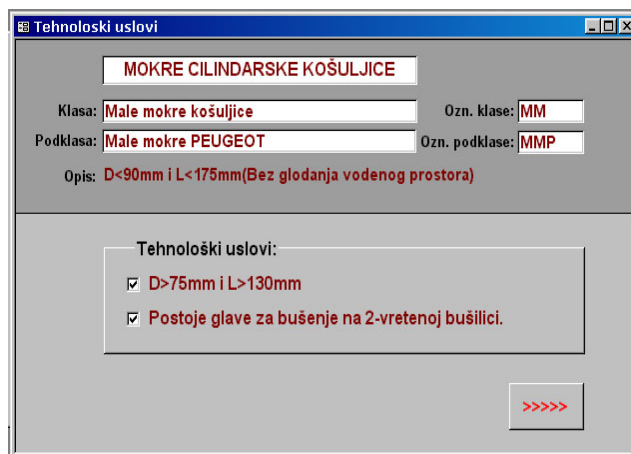 Tehnoloski uslovi
MOKRE CILINDARSKE KOŠULJICE
Klasa: Male mokre košuljice Ozn. klase: MM
Podklasa: Male mokre PEUGEOT Ozn. podklase: MMP
Opis: D<90mm i L<175mm(Bez glodanja vodenog prostora)
Tehnološki uslovi:
D>75mm i L>130mm
Postoje glave za bušenje na 2-vretenoj bušilici.
>>>>>